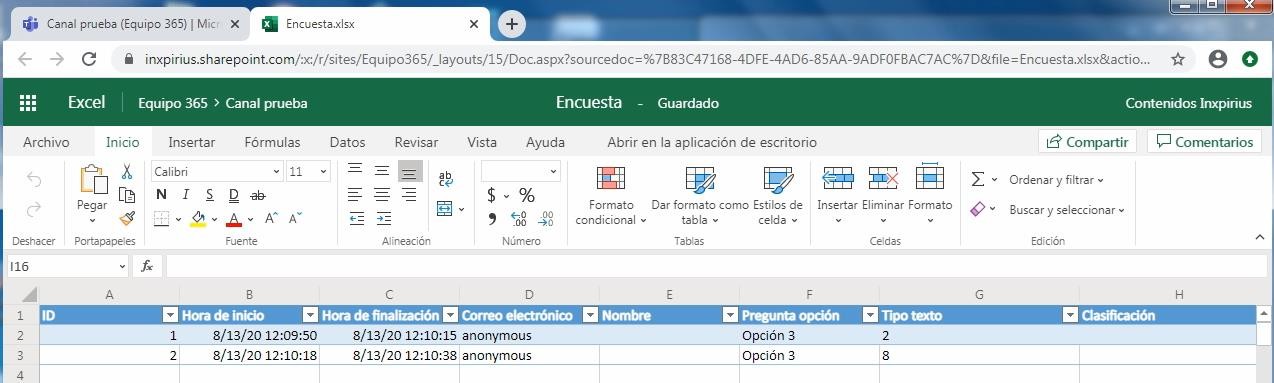 Canal prueba (Equipo 365) | Micr
Encuesta.xlsx
inxpirius.sharepoint.com/:x:/r/sites/Equipo365/_layouts/15/Doc.aspx?sourcedoc=%7B83C47168-4DFE-4AD6-85AA-9ADF0FBAC7AC%7D&file=Encuesta.xlsx&actio...
Excel Equipo 365 > Canal prueba Encuesta - Guardado Contenidos Inxpirius
Archivo Inicio Insertar Fórmulas Datos Revisar Vista Ayuda Abrir en la aplicación de escritorio Compartir Comentarios
Calibri 11
Pegar N I S D ab $ % Formato condicional Dar formato como tabla Estilos de celda Insertar Eliminar Formato Σ Ordenar y filtrar
Buscar y seleccionar
Deshacer Portapapeles Fuente Alineación Número Tablas Celdas Edición
I16 fx
A B C D E F G H
1 ID Hora de inicio Hora de finalización Correo electrónico Nombre Pregunta opción Tipo texto Clasificación
2 1 8/13/20 12:09:50 8/13/20 12:10:15 anonymous Opción 3 2
3 2 8/13/20 12:10:18 8/13/20 12:10:38 anonymous Opción 3 8
4